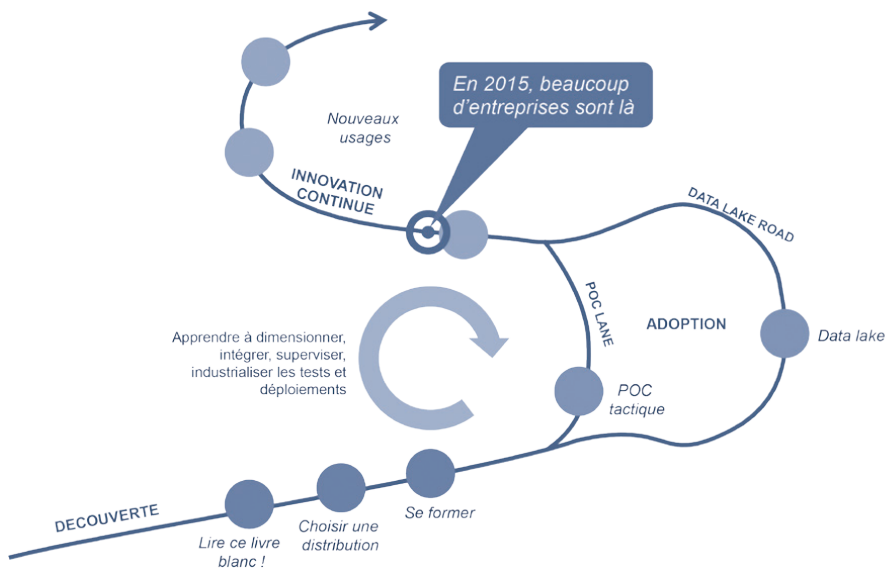 En 2015, beaucoup
d'entreprises sont là
Nouveaux
usages
INNOVATION
CONTINUE
DATA LAKE ROAD
POC LANE
ADOPTION
Data lake
Apprendre à dimensionner,
intégrer, superviser,
industrialiser les tests et
déploiements
POC
tactique
DECOUVERTE
Lire ce livre
blanc !
Choisir une
distribution
Se former